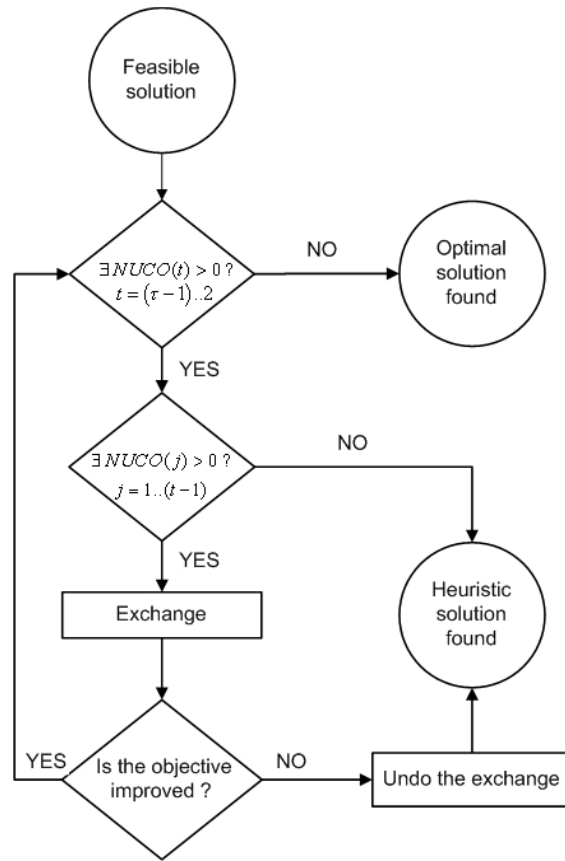 Feasible
solution
∃ NUCO(t) > 0 ?
t = (τ − 1)..2
NO
Optimal
solution
found
YES
∃ NUCO(j) > 0 ?
j = 1..(t − 1)
NO
YES
Exchange
Heuristic
solution
found
YES
Is the objective
improved ?
NO
Undo the exchange